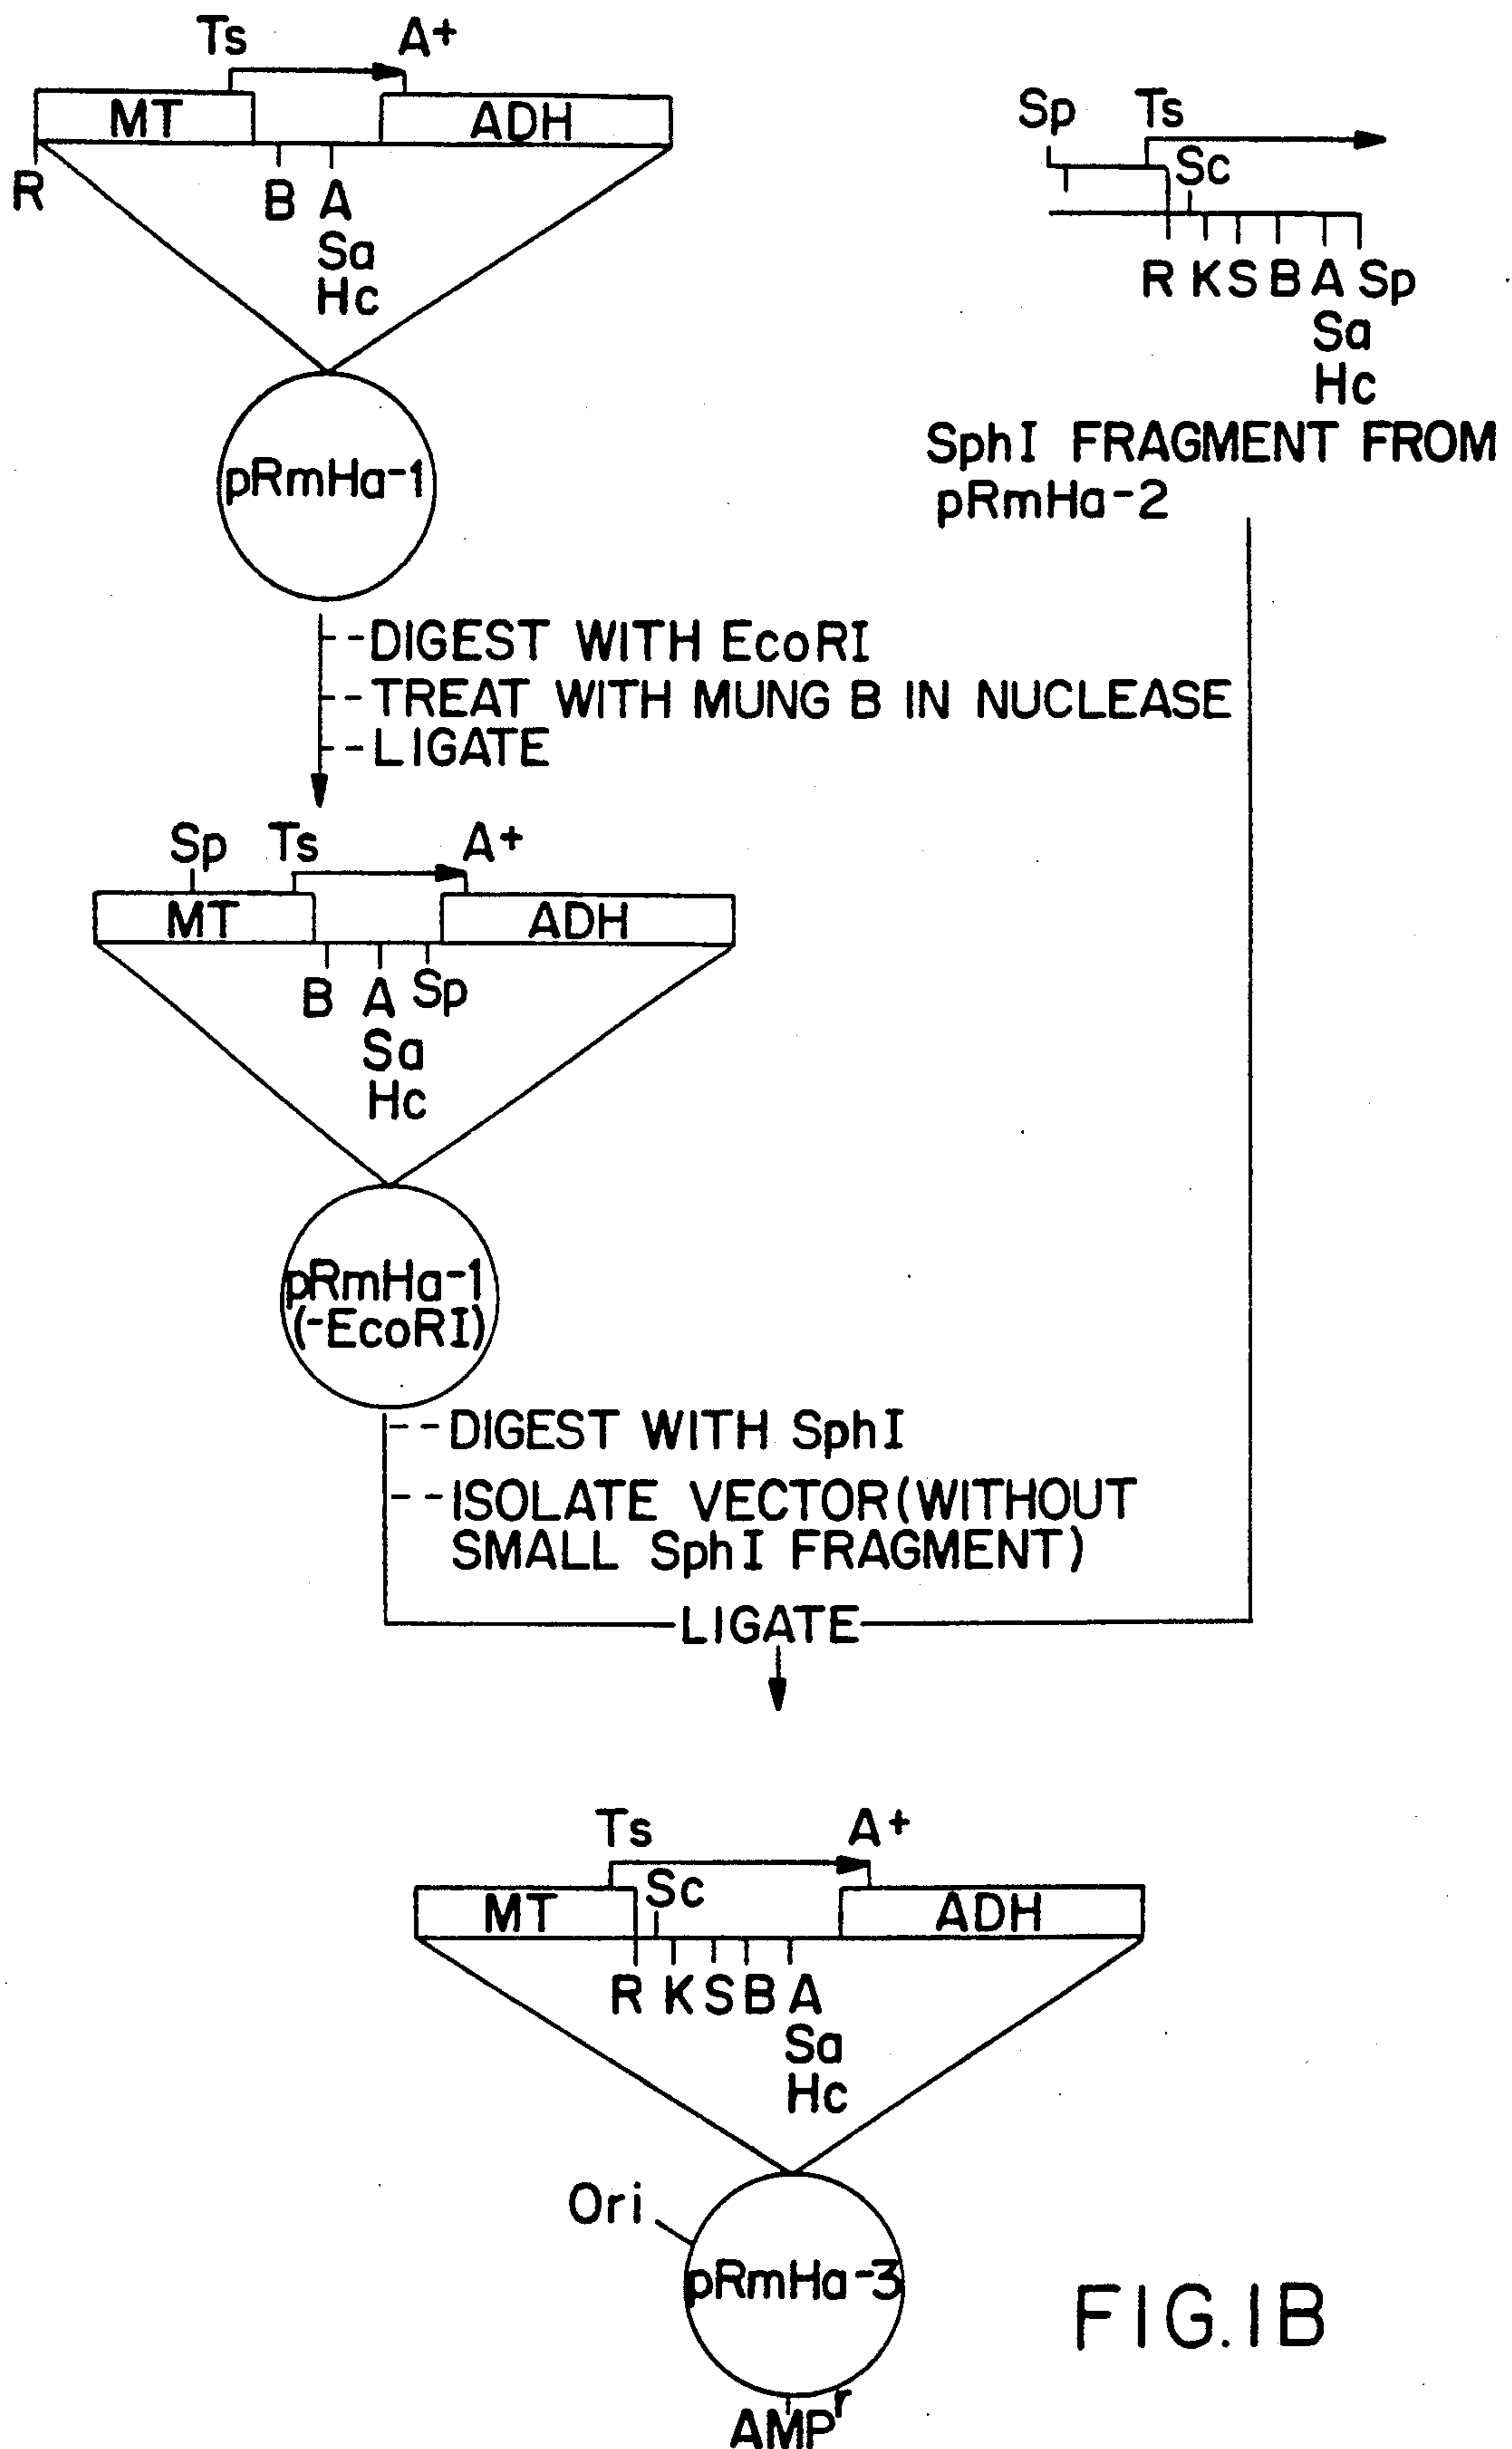 Ts A+
MT ADH
R B A
Sa
Hc
pRmHa-1
Sp Ts
Sc
R K S B A Sp
Sa
Hc
SphI FRAGMENT FROM
pRmHa-2
--DIGEST WITH EcoRI
--TREAT WITH MUNG B IN NUCLEASE
--LIGATE
Sp Ts A+
MT ADH
B A Sp
Sa
Hc
pRmHa-1
(-EcoRI)
--DIGEST WITH SphI
--ISOLATE VECTOR(WITHOUT
SMALL SphI FRAGMENT)
LIGATE
Ts A+
Sc
MT ADH
R K S B A
Sa
Hc
Ori
pRmHa-3
AMPr
FIG.1B